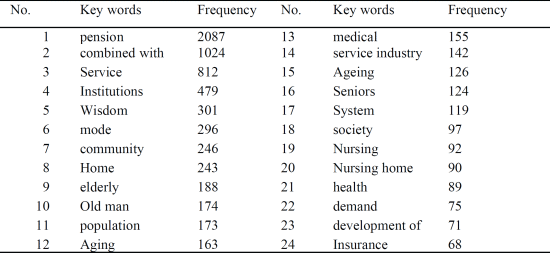 No. Key words Frequency No. Key words Frequency
1 pension 2087 13 medical 155
2 combined with 1024 14 service industry 142
3 Service 812 15 Ageing 126
4 Institutions 479 16 Seniors 124
5 Wisdom 301 17 System 119
6 mode 296 18 society 97
7 community 246 19 Nursing 92
8 Home 243 20 Nursing home 90
9 elderly 188 21 health 89
10 Old man 174 22 demand 75
11 population 173 23 development of 71
12 Aging 163 24 Insurance 68